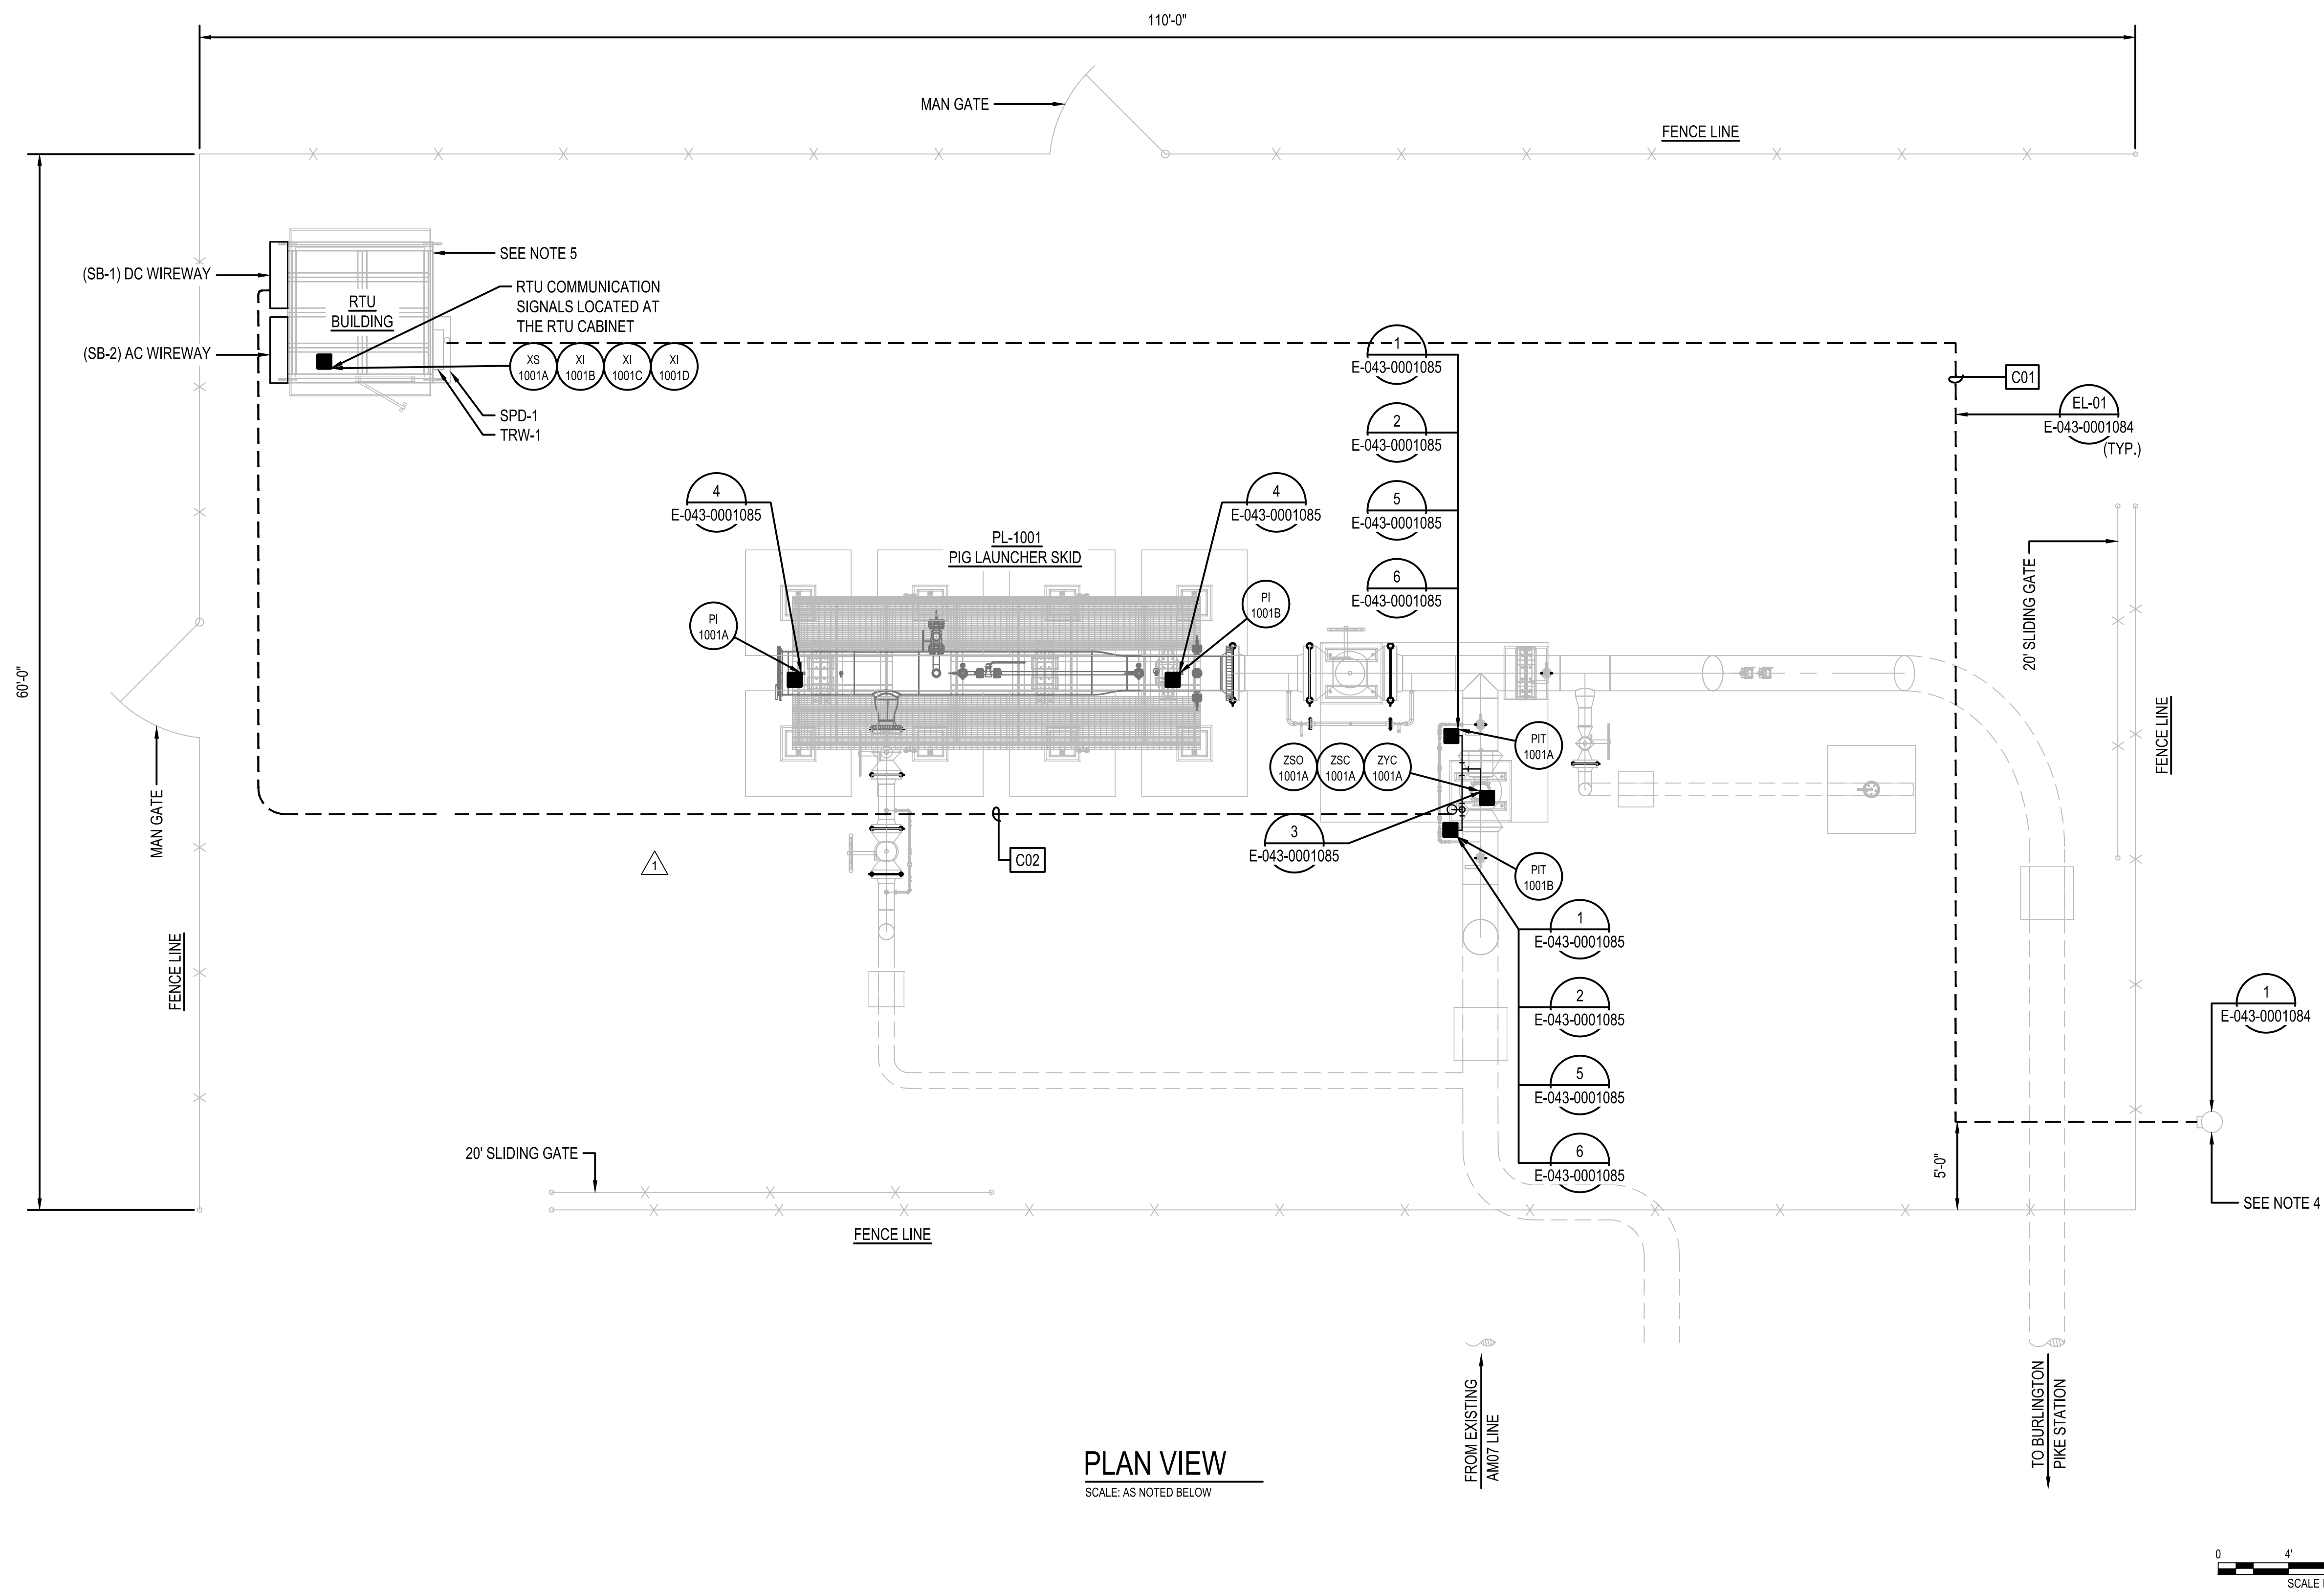 110'-0"
MAN GATE
FENCE LINE
60'-0"
(SB-1) DC WIREWAY
SEE NOTE 5
RTU
BUILDING
RTU COMMUNICATION
SIGNALS LOCATED AT
THE RTU CABINET
(SB-2) AC WIREWAY
XS
1001A
XI
1001B
XI
1001C
XI
1001D
SPD-1
TRW-1
1
E-043-0001085
2
E-043-0001085
5
E-043-0001085
6
E-043-0001085
C01
EL-01
E-043-0001084
(TYP.)
4
E-043-0001085
4
E-043-0001085
PL-1001
PIG LAUNCHER SKID
PI
1001A
PI
1001B
20' SLIDING GATE
FENCE LINE
MAN GATE
FENCE LINE
ZSO
1001A
ZSC
1001A
ZYC
1001A
PIT
1001A
3
E-043-0001085
1
C02
PIT
1001B
1
E-043-0001085
2
E-043-0001085
5
E-043-0001085
6
E-043-0001085
1
E-043-0001084
5'-0"
SEE NOTE 4
20' SLIDING GATE
FENCE LINE
FROM EXISTING
AM07 LINE
TO BURLINGTON
PIKE STATION
PLAN VIEW
SCALE: AS NOTED BELOW
0 4'
SCALE